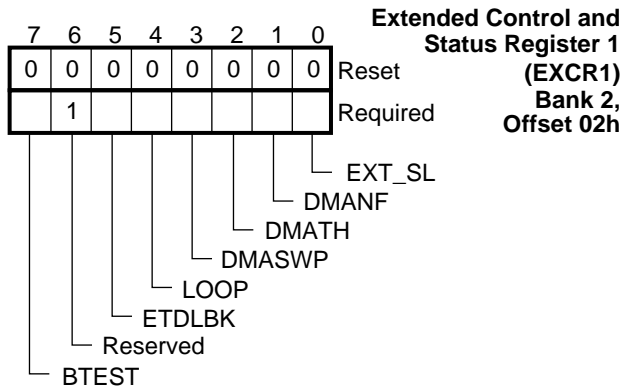 Extended Control and
Status Register 1
(EXCR1)
Bank 2,
Offset 02h
7 6 5 4 3 2 1 0
0 0 0 0 0 0 0 0 Reset
1 Required
EXT_SL
DMANF
DMATH
DMASWP
LOOP
ETDLBK
Reserved
BTEST